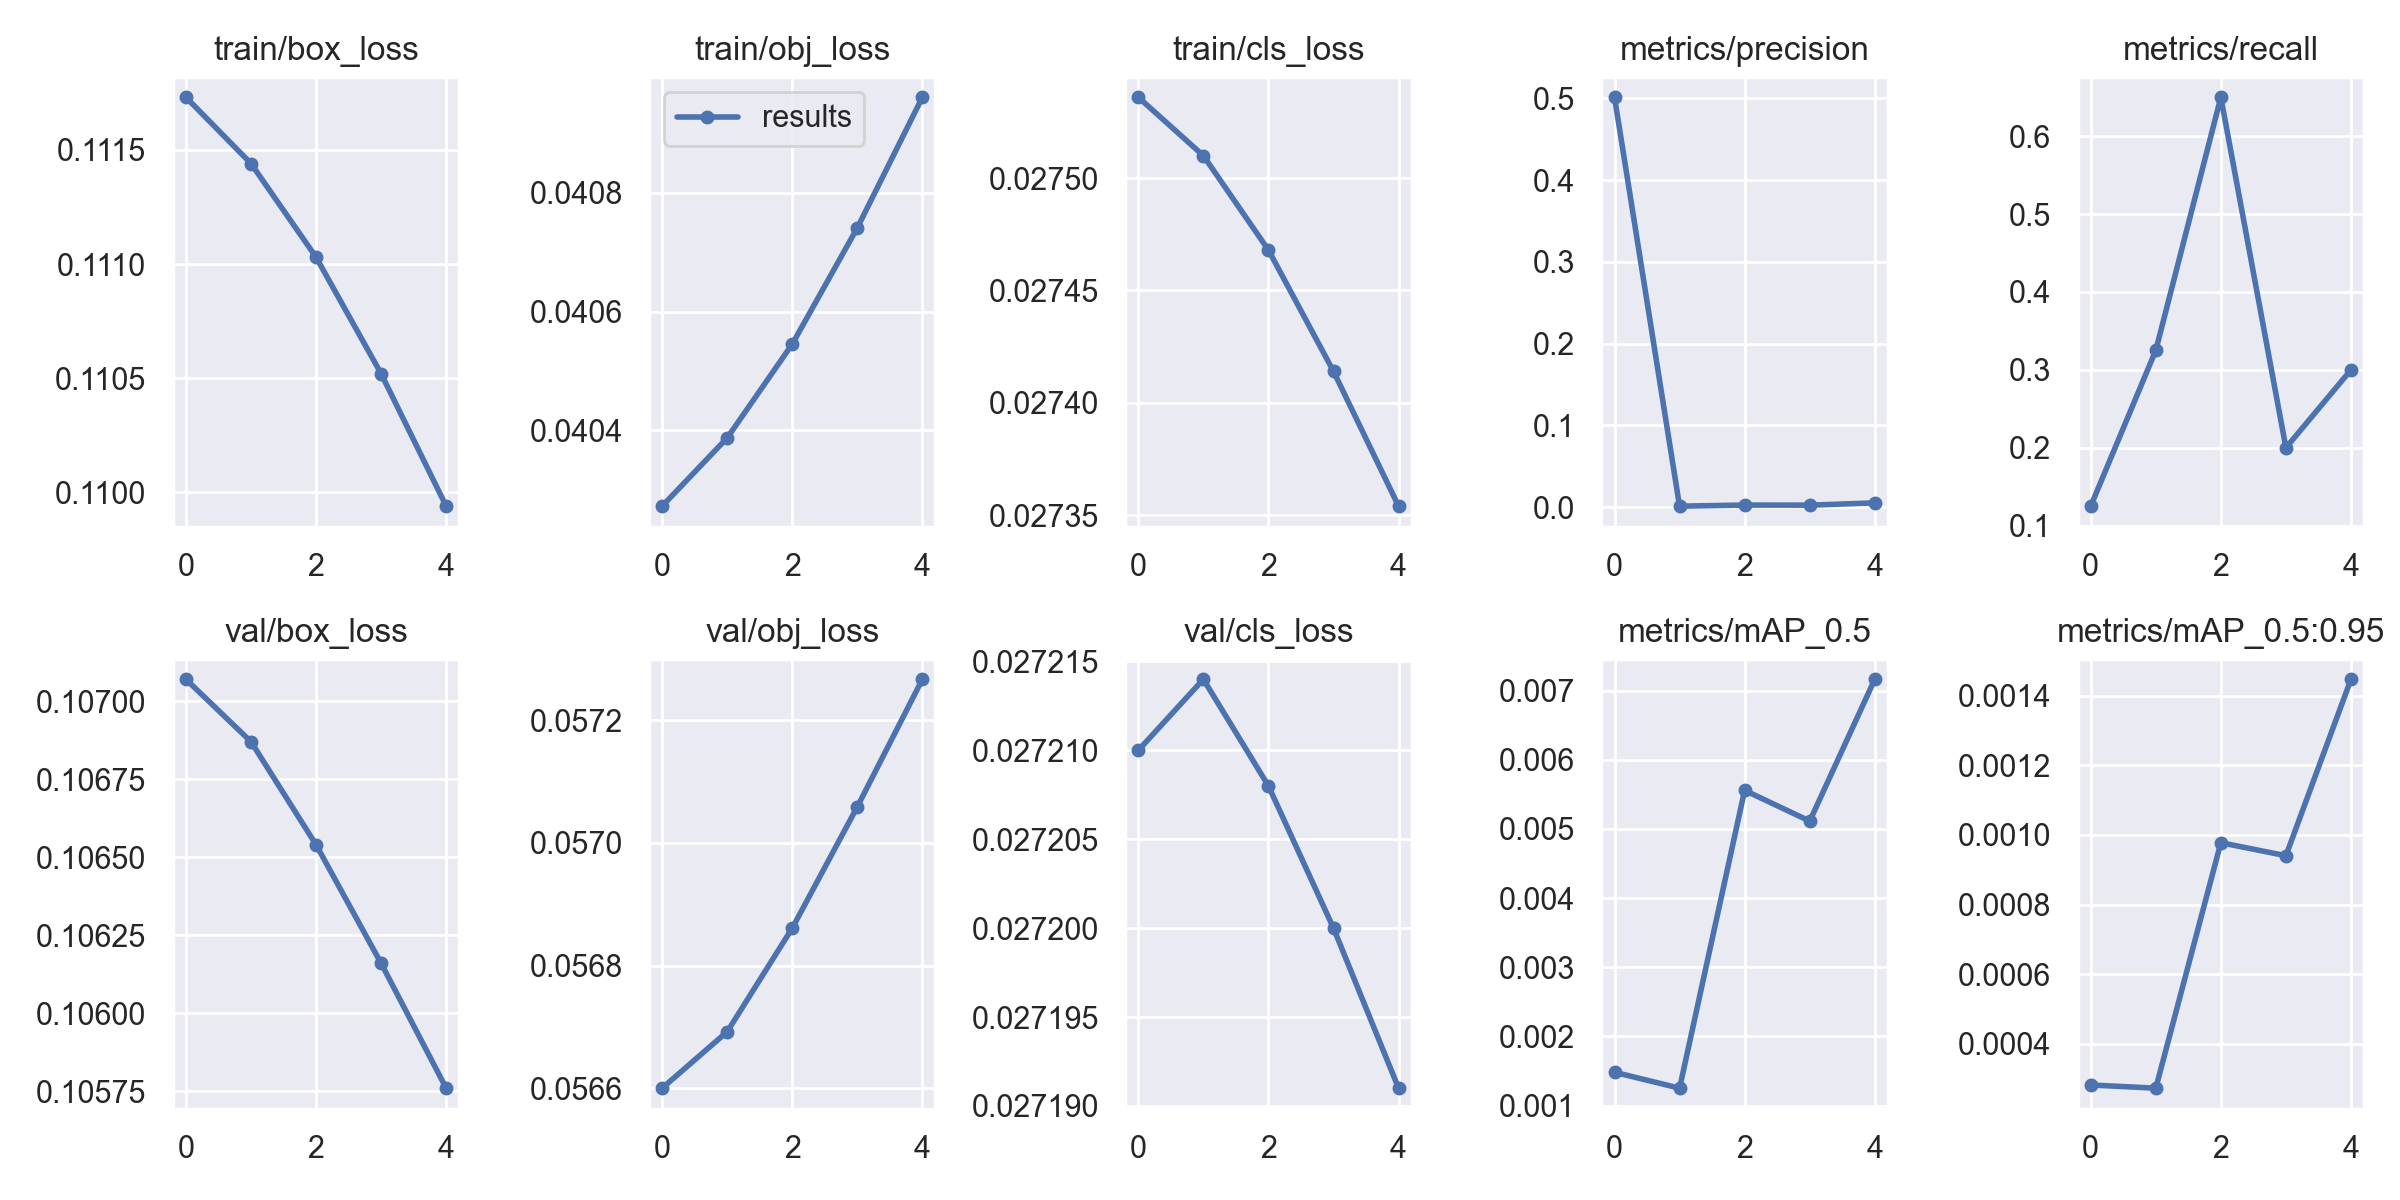 train/box_loss
0.1115
0.1110
0.1105
0.1100
0 2 4
train/obj_loss
results
0.0408
0.0406
0.0404
0 2 4
train/cls_loss
0.02750
0.02745
0.02740
0.02735
0 2 4
metrics/precision
0.5
0.4
0.3
0.2
0.1
0.0
0 2 4
metrics/recall
0.6
0.5
0.4
0.3
0.2
0.1
0 2 4
val/box_loss
0.10700
0.10675
0.10650
0.10625
0.10600
0.10575
0 2 4
val/obj_loss
0.0572
0.0570
0.0568
0.0566
0 2 4
val/cls_loss
0.027215
0.027210
0.027205
0.027200
0.027195
0.027190
0 2 4
metrics/mAP_0.5
0.007
0.006
0.005
0.004
0.003
0.002
0.001
0 2 4
metrics/mAP_0.5:0.95
0.0014
0.0012
0.0010
0.0008
0.0006
0.0004
0 2 4